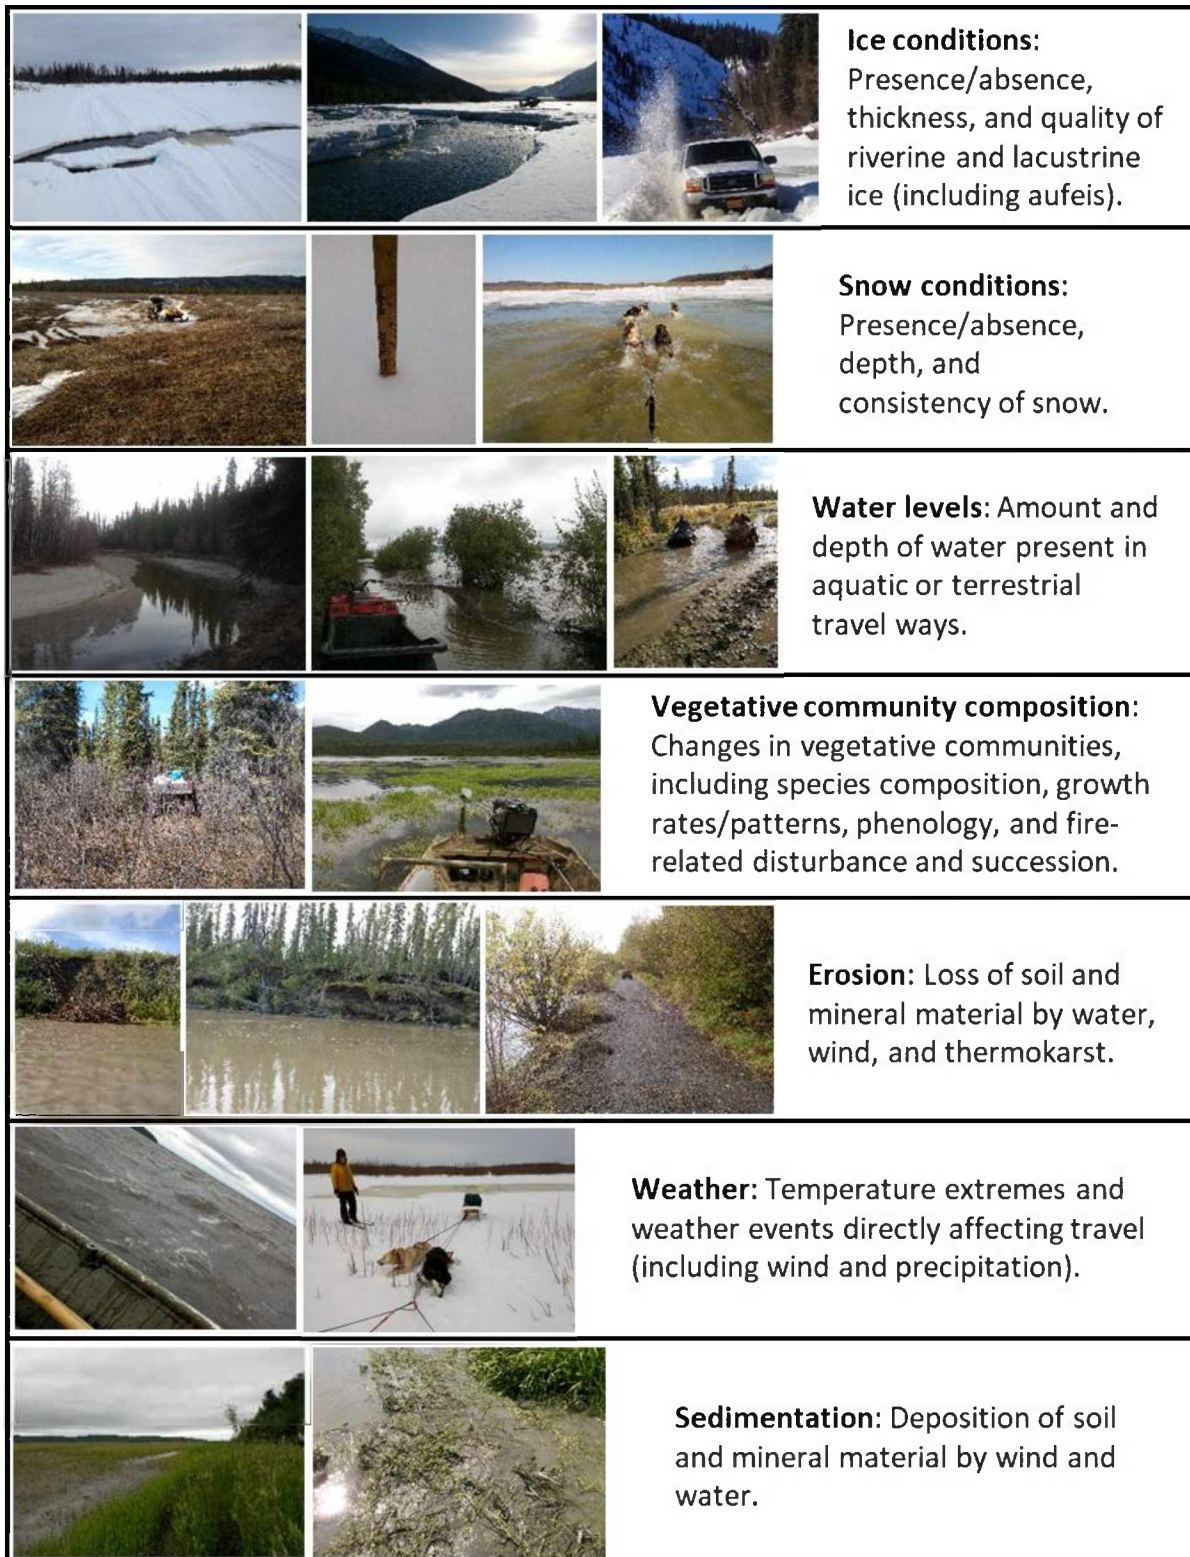 Ice conditions:
Presence/absence,
thickness, and quality of
riverine and lacustrine
ice (including aufeis).
Snow conditions:
Presence/absence,
depth, and
consistency of snow.
Water levels: Amount and
depth of water present in
aquatic or terrestrial
travel ways.
Vegetative community composition:
Changes in vegetative communities,
including species composition, growth
rates/patterns, phenology, and fire-
related disturbance and succession.
Erosion: Loss of soil and
mineral material by water,
wind, and thermokarst.
Weather: Temperature extremes and
weather events directly affecting travel
(including wind and precipitation).
Sedimentation: Deposition of soil
and mineral material by wind and
water.